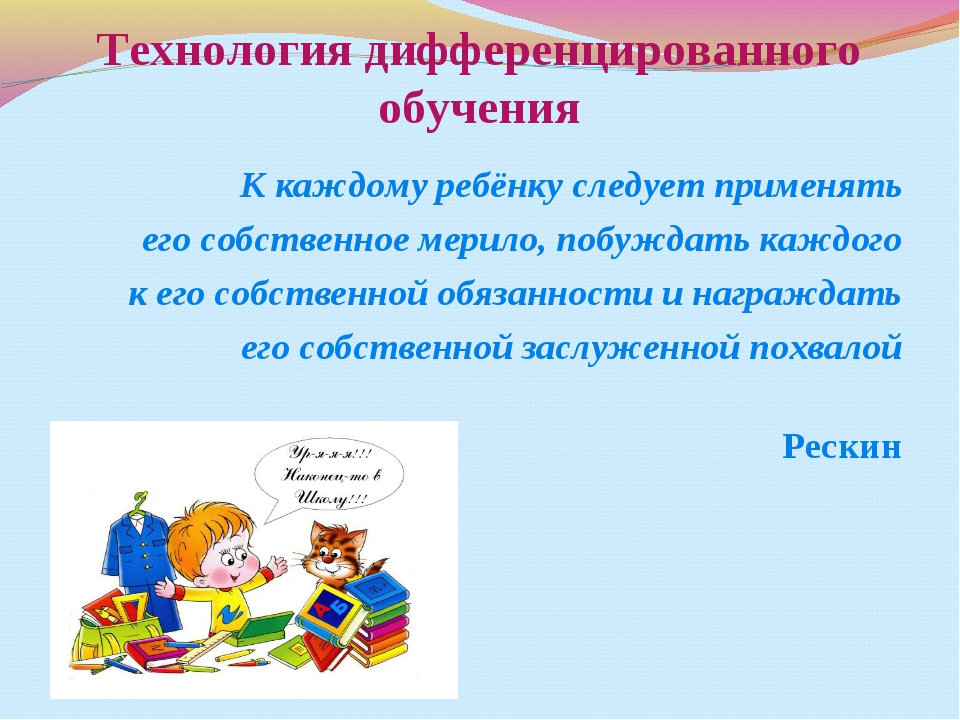 Технология дифференцированного
обучения
К каждому ребёнку следует применять
его собственное мерило, побуждать каждого
к его собственной обязанности и награждать
его собственной заслуженной похвалой
Рескин
Ур-я-я-я!!!
Наконец-то в
Школу!!!
А Б